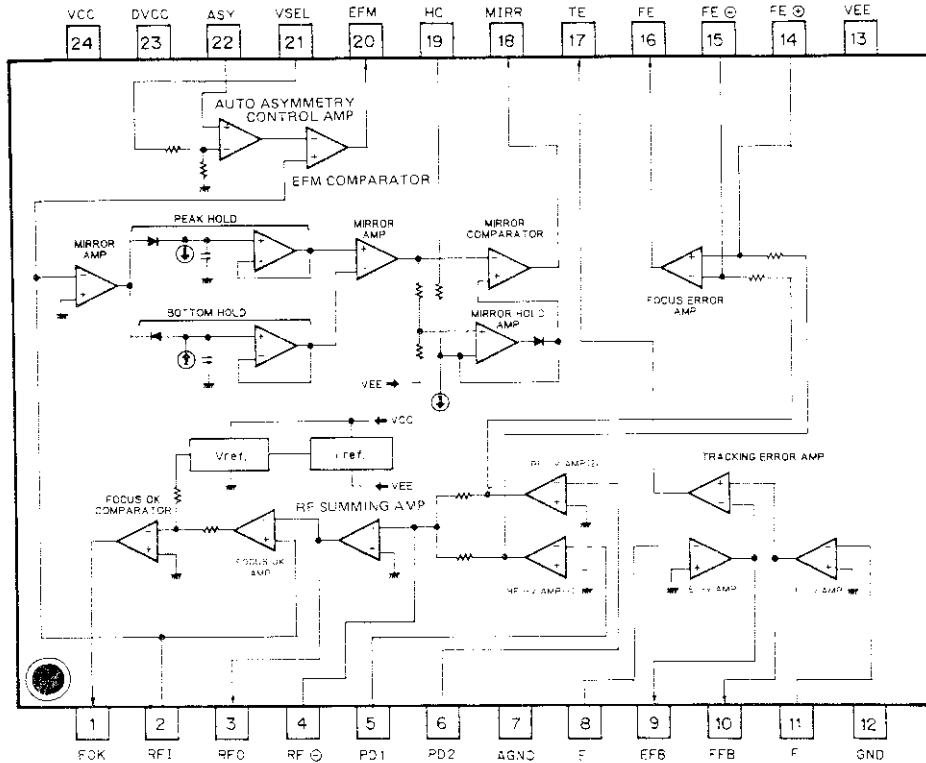 VCC DVCC ASY VSEL EFM HC MIRR TE FE FE ⊖ FE ⊕ VEE
24 23 22 21 20 19 18 17 16 15 14 13
AUTO ASYMMETRY
CONTROL AMP
EFM COMPARATOR
PEAK HOLD
MIRROR
AMP
MIRROR
AMP
MIRROR
COMPARATOR
FOCUS ERROR
AMP
BOTTOM HOLD
MIRROR HOLD
AMP
VEE
VCC
Vref.
VEE
TRACKING ERROR AMP
FOCUS OK
COMPARATOR
RF SUMMING AMP
FOCUS OK
AMP
1 2 3 4 5 6 7 8 9 10 11 12
RFI RFO RF ⊖ PD1 PD2 AGND EFB GND